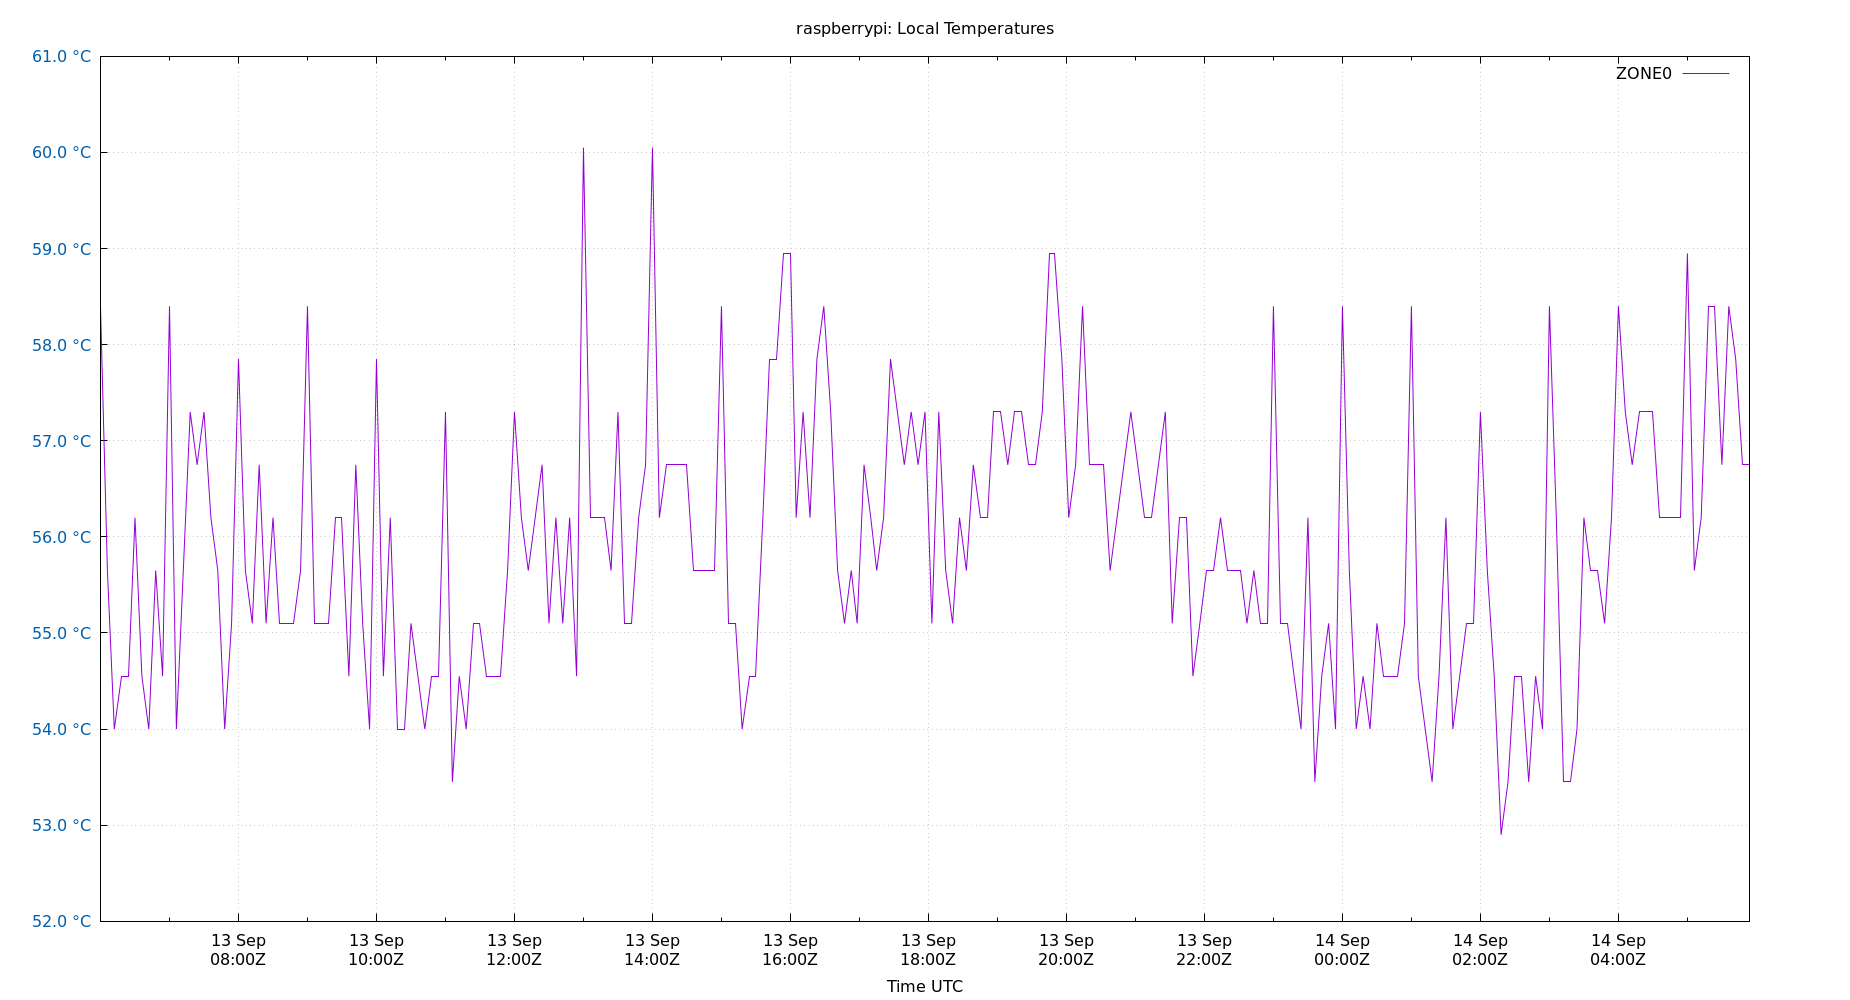 raspberrypi: Local Temperatures
61.0 °C
ZONE0
60.0 °C
59.0 °C
58.0 °C
57.0 °C
56.0 °C
55.0 °C
54.0 °C
53.0 °C
52.0 °C
13 Sep 13 Sep 13 Sep 13 Sep 13 Sep 13 Sep 13 Sep 13 Sep 14 Sep 14 Sep 14 Sep
08:00Z 10:00Z 12:00Z 14:00Z 16:00Z 18:00Z 20:00Z 22:00Z 00:00Z 02:00Z 04:00Z
Time UTC